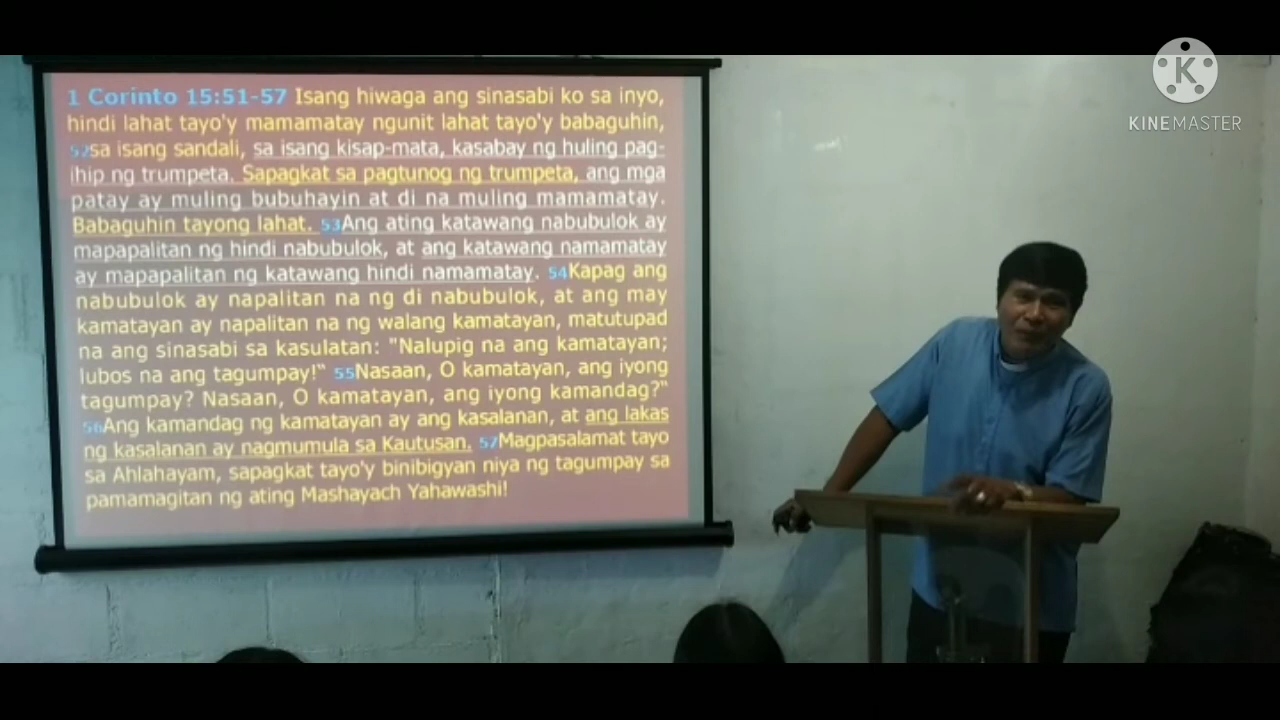 1 Corinto 15:51-57 Isang hiwaga ang sinasabi ko sa inyo,
hindi lahat tayo'y mamamatay ngunit lahat tayo'y babaguhin,
52sa isang sandali, sa isang kisap-mata, kasabay ng huling pag-
ihip ng trumpeta. Sapagkat sa pagtunog ng trumpeta, ang mga
patay ay muling bubuhayin at di na muling mamamatay.
Babaguhin tayong lahat. 53Ang ating katawang nabubulok ay
mapapalitan ng hindi nabubulok, at ang katawang namamatay
ay mapapalitan ng katawang hindi namamatay. 54Kapag ang
nabubulok ay napalitan na ng di nabubulok, at ang may
kamatayan ay napalitan na ng walang kamatayan, matutupad
na ang sinasabi sa kasulatan: "Nalupig na ang kamatayan;
lubos na ang tagumpay!“ 55Nasaan, O kamatayan, ang iyong
tagumpay? Nasaan, O kamatayan, ang iyong kamandag?“
56Ang kamandag ng kamatayan ay ang kasalanan, at ang lakas
ng kasalanan ay nagmumula sa Kautusan. 57Magpasalamat tayo
sa Ahlahayam, sapagkat tayo'y binibigyan niya ng tagumpay sa
pamamagitan ng ating Mashayach Yahawashi!
K
KINEMASTER